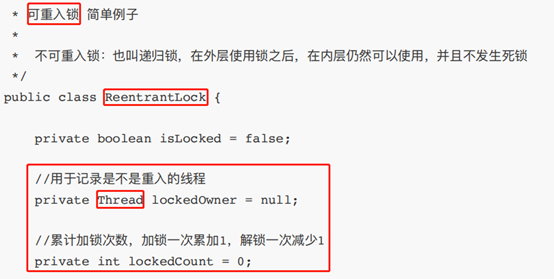 * 可重入锁 简单例子
*
* 不可重入锁：也叫递归锁，在外层使用锁之后，在内层仍然可以使用，并且不发生死锁
*/
public class ReentrantLock {
private boolean isLocked = false;
//用于记录是不是重入的线程
private Thread lockedOwner = null;
//累计加锁次数，加锁一次累加1，解锁一次减少1
private int lockedCount = 0;